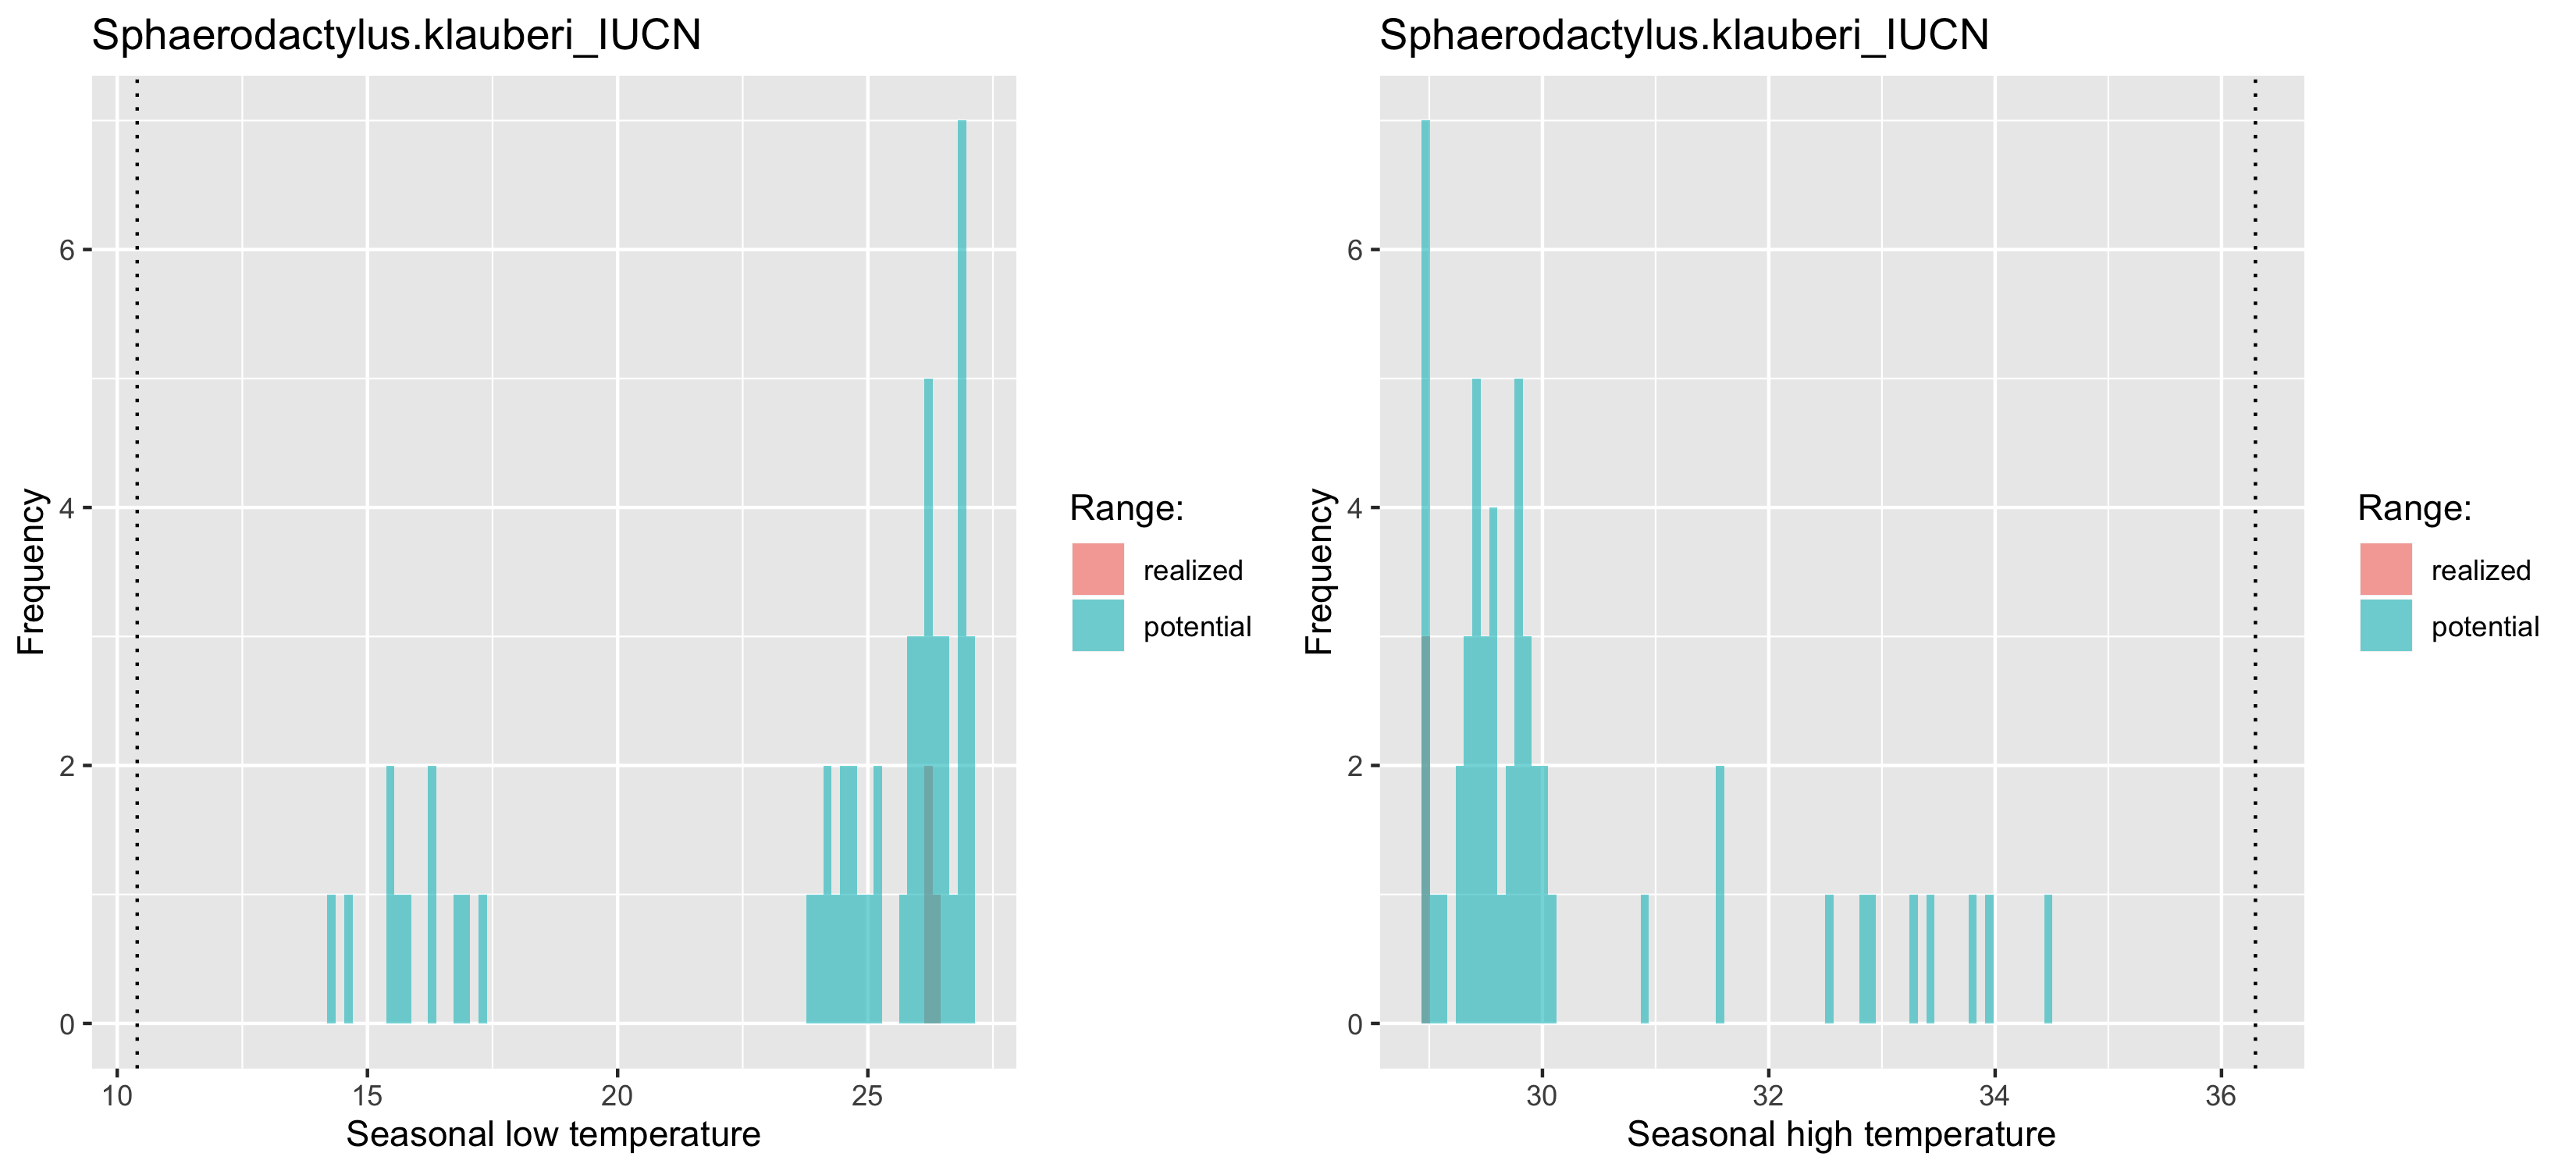 Sphaerodactylus.klauberi_IUCN
Frequency
6
4
2
0
10 15 20 25
Seasonal low temperature
Range:
realized
potential
Sphaerodactylus.klauberi_IUCN
Frequency
6
4
2
0
30 32 34 36
Seasonal high temperature
Range:
realized
potential